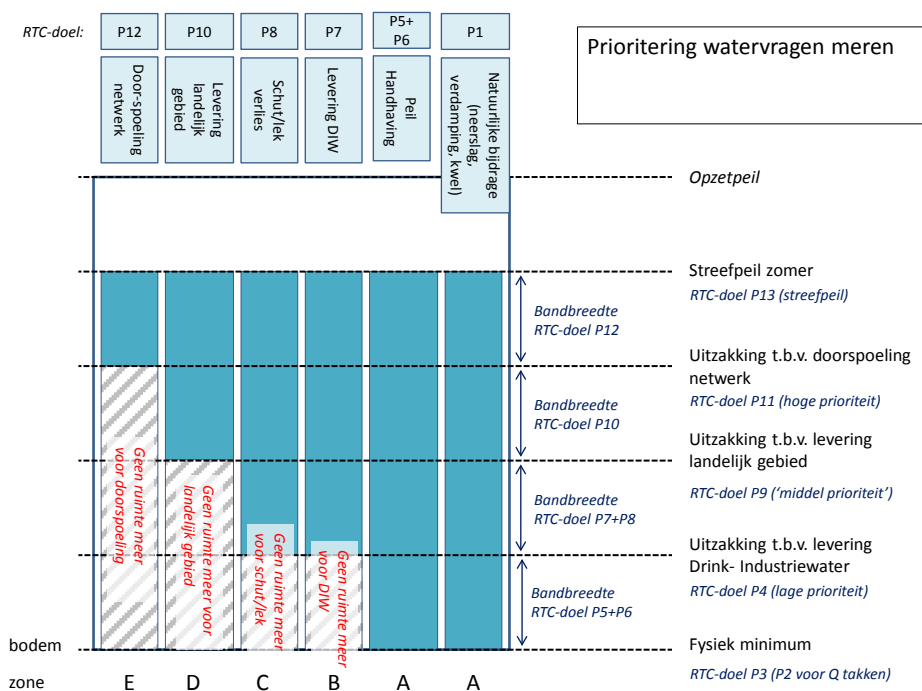 RTC-doel:
P12
P10
P8
P7
P5+
P6
P1
Door-spoeling
netwerk
Levering
landelijk
gebied
Schut/lek
verlies
Levering DIW
Peil
Handhaving
Natuurlijke bijdrage
(neerslag,
verdamping, kwel)
Prioritering watervragen meren
Opzetpeil
Streefpeil zomer
RTC-doel P13 (streefpeil)
Bandbreedte
RTC-doel P12
Uitzakking t.b.v. doorspoeling
netwerk
RTC-doel P11 (hoge prioriteit)
Bandbreedte
RTC-doel P10
Uitzakking t.b.v. levering
landelijk gebied
RTC-doel P9 (‘middel prioriteit’)
Bandbreedte
RTC-doel P7+P8
Uitzakking t.b.v. levering
Drink- Industriewater
RTC-doel P4 (lage prioriteit)
Bandbreedte
RTC-doel P5+P6
Geen ruimte meer
voor doorspoeling
Geen ruimte meer voor
landelijk gebied
Geen ruimte meer
voor schut/lek
Geen ruimte meer
voor DIW
bodem
Fysiek minimum
RTC-doel P3 (P2 voor Q takken)
zone
E
D
C
B
A
A